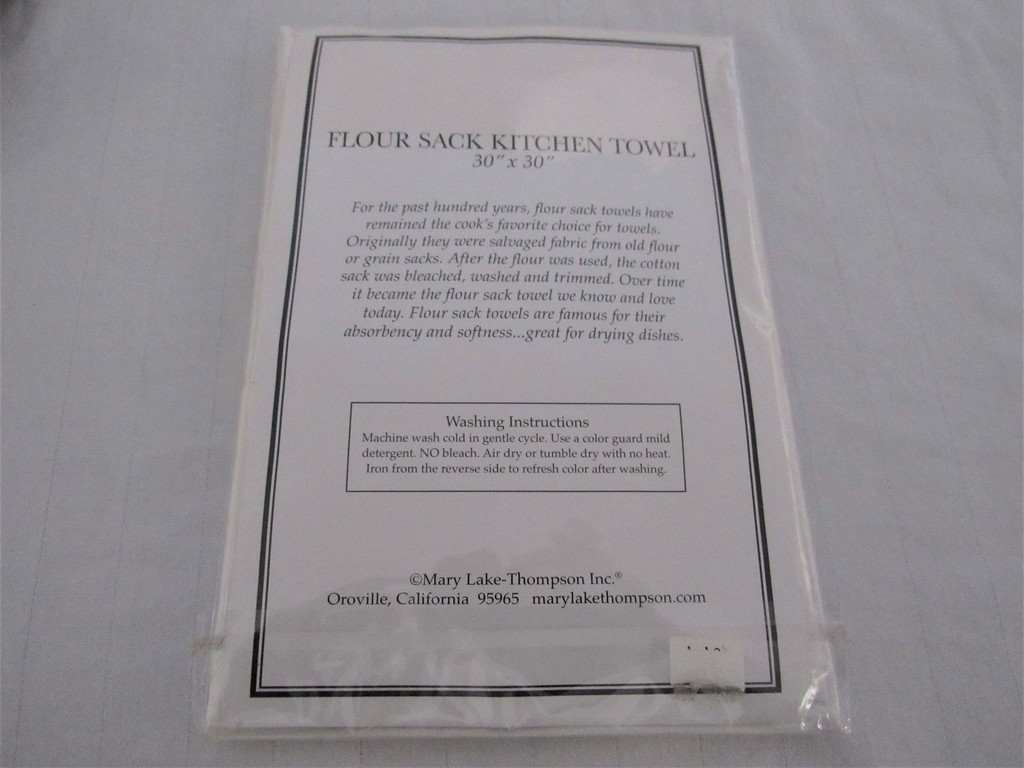 FLOUR SACK KITCHEN TOWEL
30" x 30"
For the past hundred years, flour sack towels have
remained the cook's favorite choice for towels.
Originally they were salvaged fabric from old flour
or grain sacks. After the flour was used, the cotton
sack was bleached, washed and trimmed. Over time
it became the flour sack towel we know and love
today. Flour sack towels are famous for their
absorbency and softness...great for drying dishes.
Washing Instructions
Machine wash cold in gentle cycle. Use a color guard mild
detergent. NO bleach. Air dry or tumble dry with no heat.
Iron from the reverse side to refresh color after washing.
©Mary Lake-Thompson Inc.®
Oroville, California 95965 marylakethompson.com